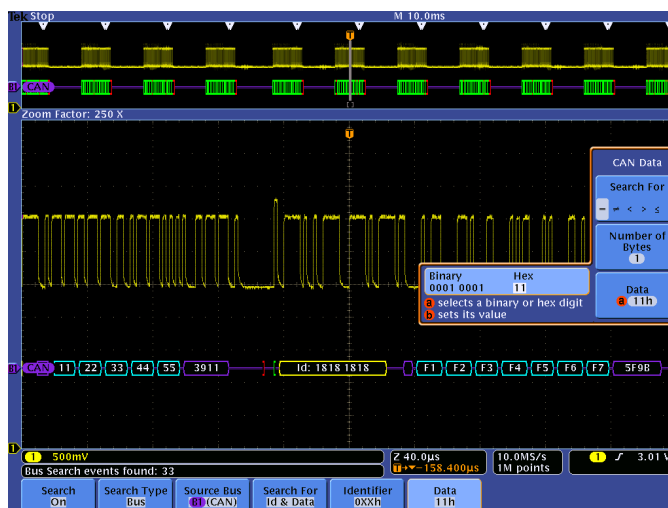 Tek Stop
M 10.0ms
T
B1 CAN
1
Zoom Factor: 250 X
T
CAN Data
Search For
= ≠ < > ≤
Number of Bytes
1
Binary Hex
0001 0001 11
a selects a binary or hex digit
b sets its value
Data
a 11h
B1 CAN 11 22 33 44 55 3911 Id: 1818 1818 F1 F2 F3 F4 F5 F6 F7 5F9B
1
1 500mV
Z 40.0µs
T→▼−158.400µs
10.0MS/s
1M points
1 3.01 V
Bus Search events found: 33
Search
On
Search Type
Bus
Source Bus
B1 (CAN)
Search For
Id & Data
Identifier
0XXh
Data
11h